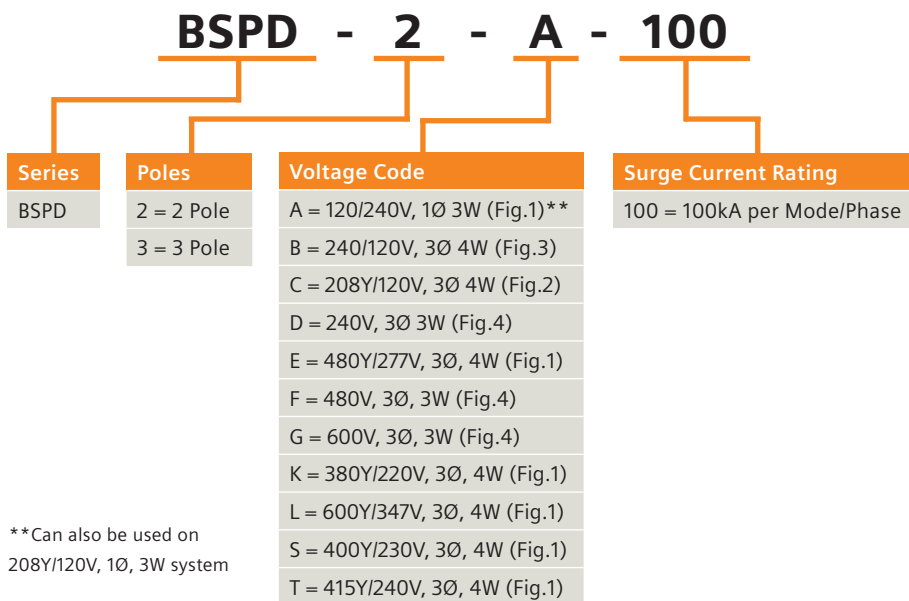 BSPD - 2 - A - 100
Series
BSPD
Poles
2 = 2 Pole
3 = 3 Pole
Voltage Code
A = 120/240V, 1Ø 3W (Fig.1)**
B = 240/120V, 3Ø 4W (Fig.3)
C = 208Y/120V, 3Ø 4W (Fig.2)
D = 240V, 3Ø 3W (Fig.4)
E = 480Y/277V, 3Ø, 4W (Fig.1)
F = 480V, 3Ø, 3W (Fig.4)
G = 600V, 3Ø, 3W (Fig.4)
K = 380Y/220V, 3Ø, 4W (Fig.1)
L = 600Y/347V, 3Ø, 4W (Fig.1)
S = 400Y/230V, 3Ø, 4W (Fig.1)
T = 415Y/240V, 3Ø, 4W (Fig.1)
Surge Current Rating
100 = 100kA per Mode/Phase
**Can also be used on
208Y/120V, 1Ø, 3W system